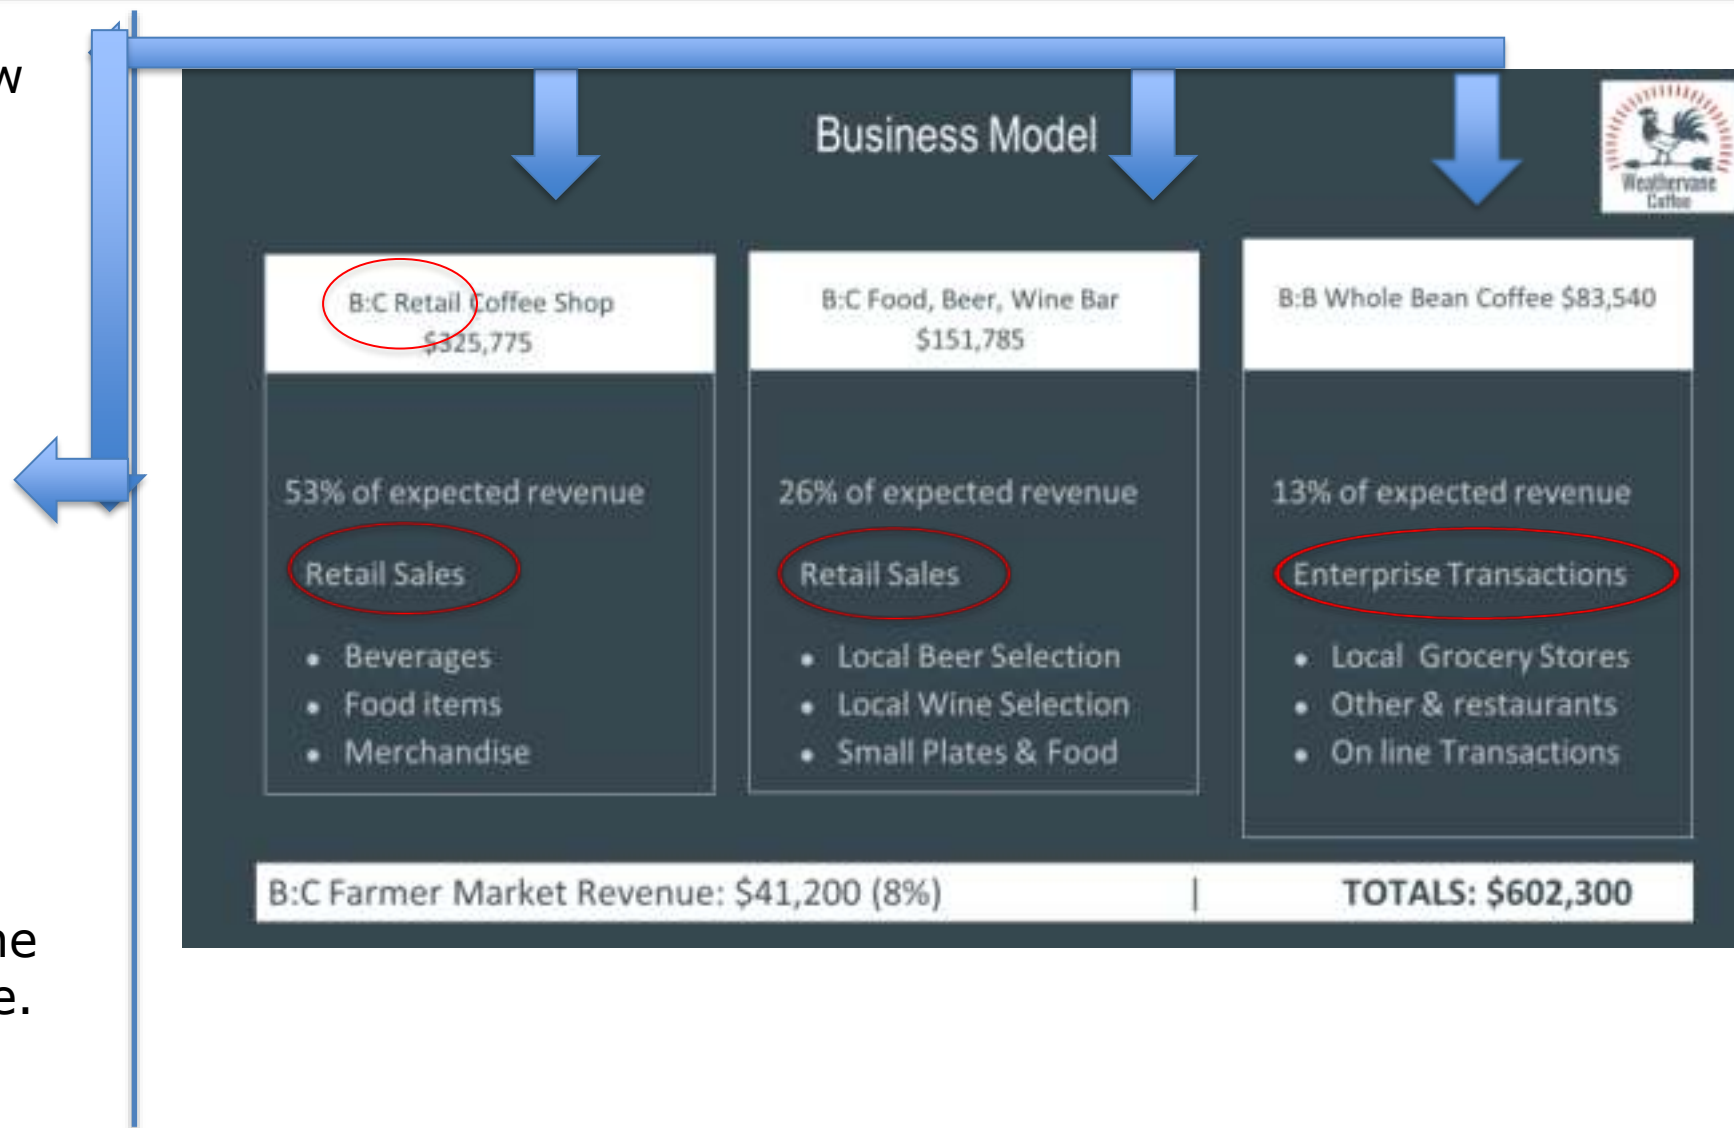 w
ne
e.
Business Model
Weathervane
Coffee
B:C Retail Coffee Shop
$325,775
53% of expected revenue
Retail Sales
• Beverages
• Food items
• Merchandise
B:C Food, Beer, Wine Bar
$151,785
26% of expected revenue
Retail Sales
• Local Beer Selection
• Local Wine Selection
• Small Plates & Food
B:B Whole Bean Coffee $83,540
13% of expected revenue
Enterprise Transactions
• Local Grocery Stores
• Other & restaurants
• On line Transactions
B:C Farmer Market Revenue: $41,200 (8%) | TOTALS: $602,300